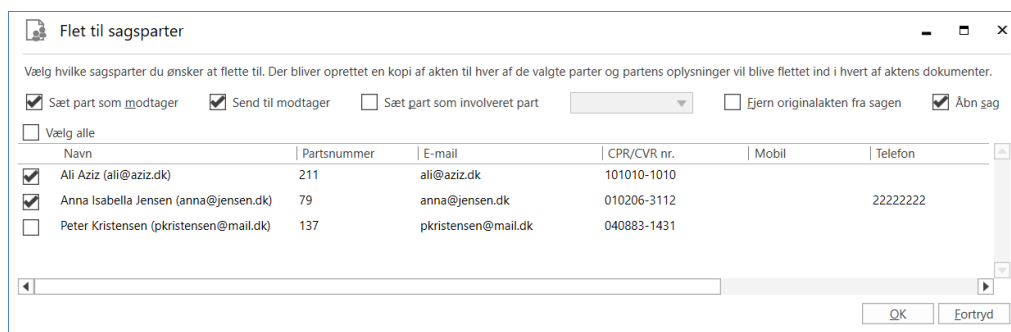 Flet til sagsparter
Vælg hvilke sagsparter du ønsker at flette til. Der bliver oprettet en kopi af akten til hver af de valgte parter og partens oplysninger vil blive flettet ind i hvert af aktens dokumenter.
Sæt part som modtager Send til modtager Sæt part som involveret part Fjern originalakten fra sagen Åbn sag
Vælg alle
Navn Partsnummer E-mail CPR/CVR nr. Mobil Telefon
Ali Aziz (ali@aziz.dk) 211 ali@aziz.dk 101010-1010
Anna Isabella Jensen (anna@jensen.dk) 79 anna@jensen.dk 010206-3112 22222222
Peter Kristensen (pkristensen@mail.dk) 137 pkristensen@mail.dk 040883-1431
OK Fortryd